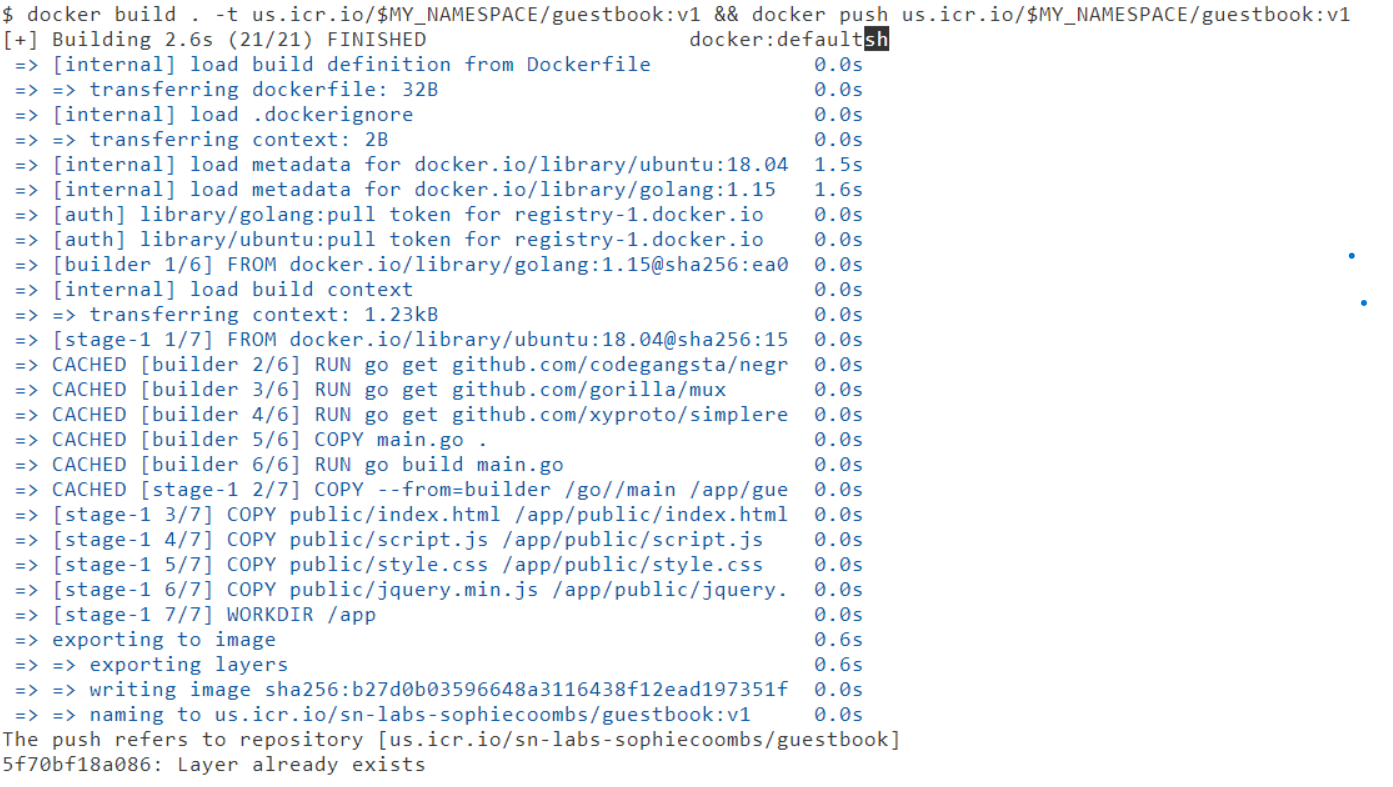 $ docker build . -t us.icr.io/$MY_NAMESPACE/guestbook:v1 && docker push us.icr.io/$MY_NAMESPACE/guestbook:v1
[+] Building 2.6s (21/21) FINISHED docker:defaultsh
=> [internal] load build definition from Dockerfile 0.0s
=> => transferring dockerfile: 32B 0.0s
=> [internal] load .dockerignore 0.0s
=> => transferring context: 2B 0.0s
=> [internal] load metadata for docker.io/library/ubuntu:18.04 1.5s
=> [internal] load metadata for docker.io/library/golang:1.15 1.6s
=> [auth] library/golang:pull token for registry-1.docker.io 0.0s
=> [auth] library/ubuntu:pull token for registry-1.docker.io 0.0s
=> [builder 1/6] FROM docker.io/library/golang:1.15@sha256:ea0 0.0s
=> [internal] load build context 0.0s
=> => transferring context: 1.23kB 0.0s
=> [stage-1 1/7] FROM docker.io/library/ubuntu:18.04@sha256:15 0.0s
=> CACHED [builder 2/6] RUN go get github.com/codegangsta/negr 0.0s
=> CACHED [builder 3/6] RUN go get github.com/gorilla/mux 0.0s
=> CACHED [builder 4/6] RUN go get github.com/xyproto/simplere 0.0s
=> CACHED [builder 5/6] COPY main.go . 0.0s
=> CACHED [builder 6/6] RUN go build main.go 0.0s
=> CACHED [stage-1 2/7] COPY --from=builder /go//main /app/gue 0.0s
=> [stage-1 3/7] COPY public/index.html /app/public/index.html 0.0s
=> [stage-1 4/7] COPY public/script.js /app/public/script.js 0.0s
=> [stage-1 5/7] COPY public/style.css /app/public/style.css 0.0s
=> [stage-1 6/7] COPY public/jquery.min.js /app/public/jquery. 0.0s
=> [stage-1 7/7] WORKDIR /app 0.0s
=> exporting to image 0.6s
=> => exporting layers 0.6s
=> => writing image sha256:b27d0b03596648a3116438f12ead197351f 0.0s
=> => naming to us.icr.io/sn-labs-sophiecoombs/guestbook:v1 0.0s
The push refers to repository [us.icr.io/sn-labs-sophiecoombs/guestbook]
5f70bf18a086: Layer already exists